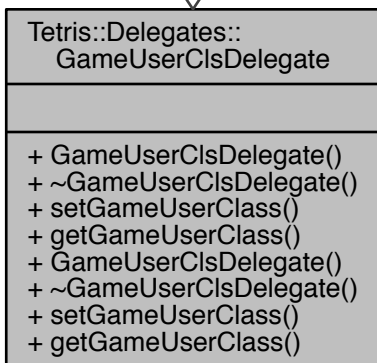 Tetris::Delegates::
GameUserClsDelegate
+ GameUserClsDelegate()
+ ~GameUserClsDelegate()
+ setGameUserClass()
+ getGameUserClass()
+ GameUserClsDelegate()
+ ~GameUserClsDelegate()
+ setGameUserClass()
+ getGameUserClass()